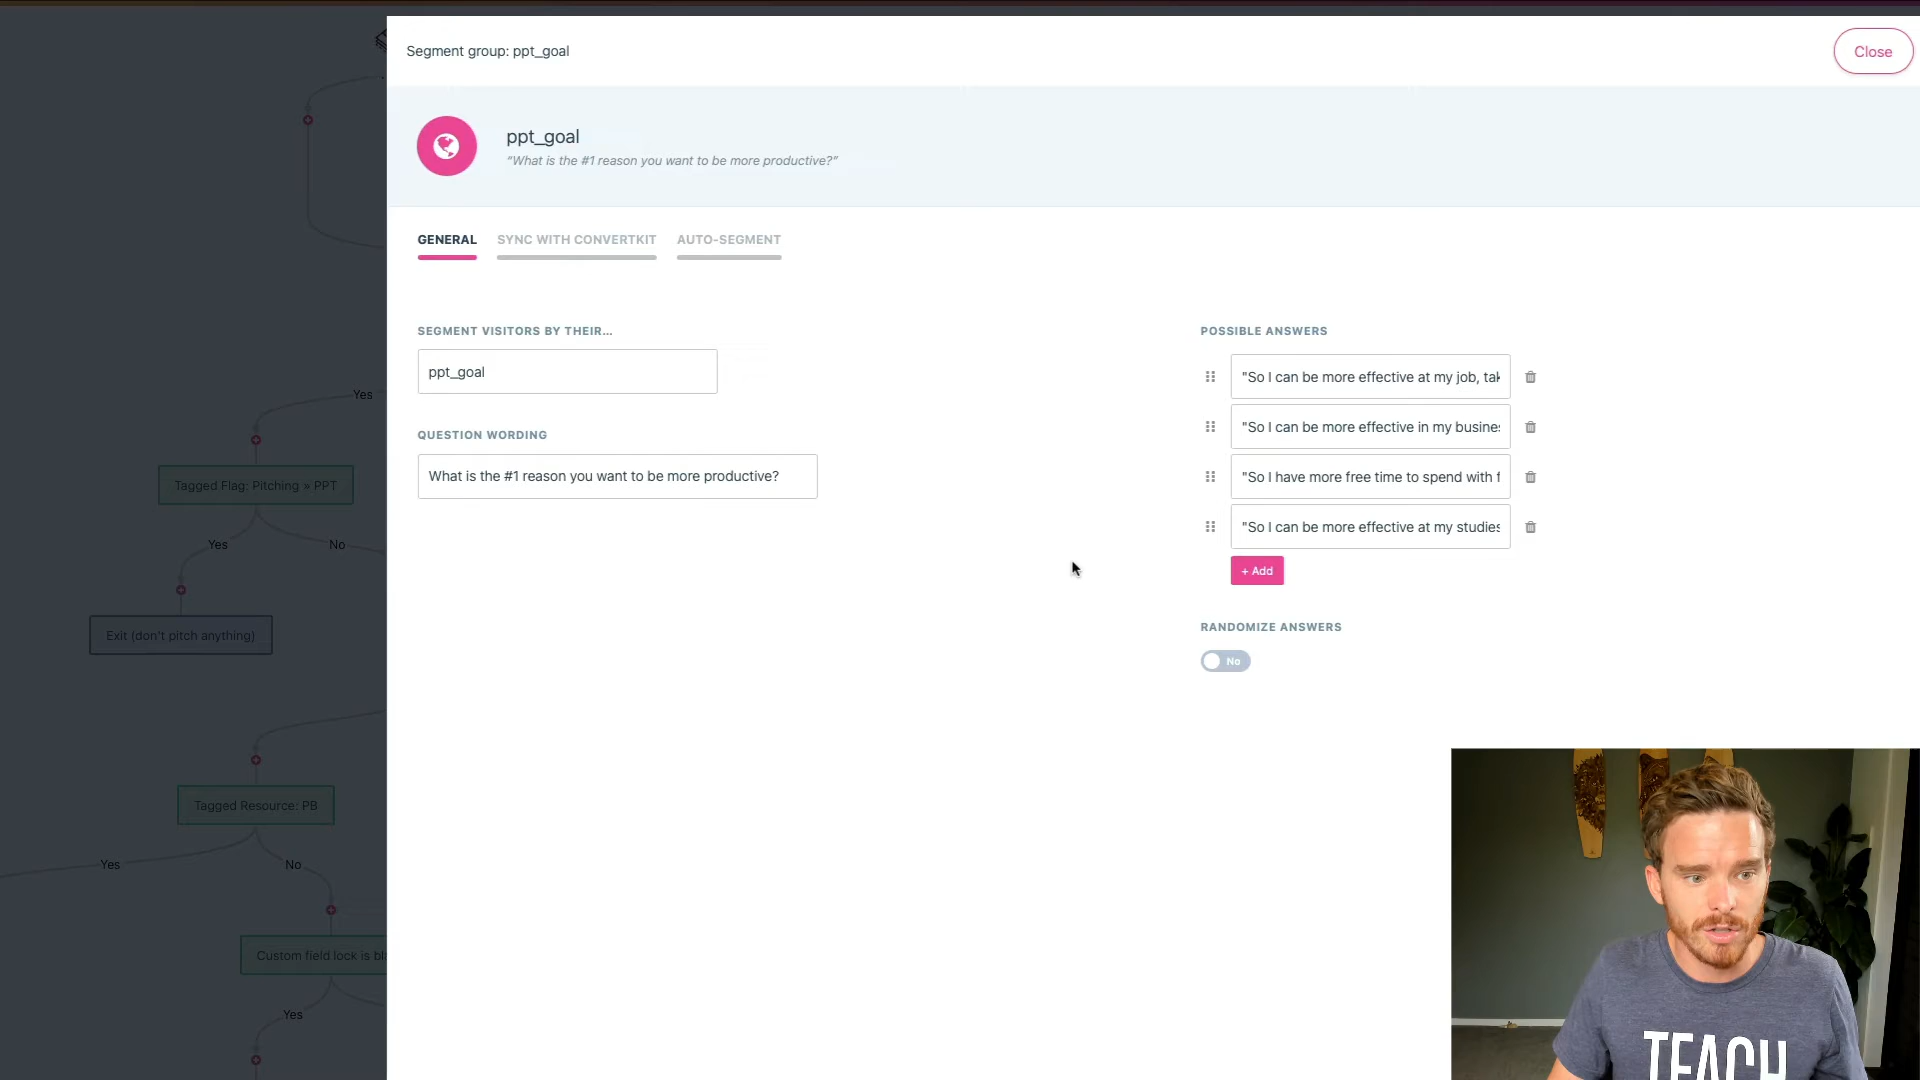 Segment group: ppt_goal
Close
ppt_goal
“What is the #1 reason you want to be more productive?”
GENERAL
SYNC WITH CONVERTKIT
AUTO-SEGMENT
SEGMENT VISITORS BY THEIR...
ppt_goal
QUESTION WORDING
What is the #1 reason you want to be more productive?
POSSIBLE ANSWERS
"So I can be more effective at my job, tak
"So I can be more effective in my busines
"So I have more free time to spend with f
"So I can be more effective at my studies
+ Add
RANDOMIZE ANSWERS
No
Yes
Tagged Flag: Pitching » PPT
Yes
No
Exit (don't pitch anything)
Tagged Resource: PB
Yes
No
Custom field lock is bl
Yes
TEACH